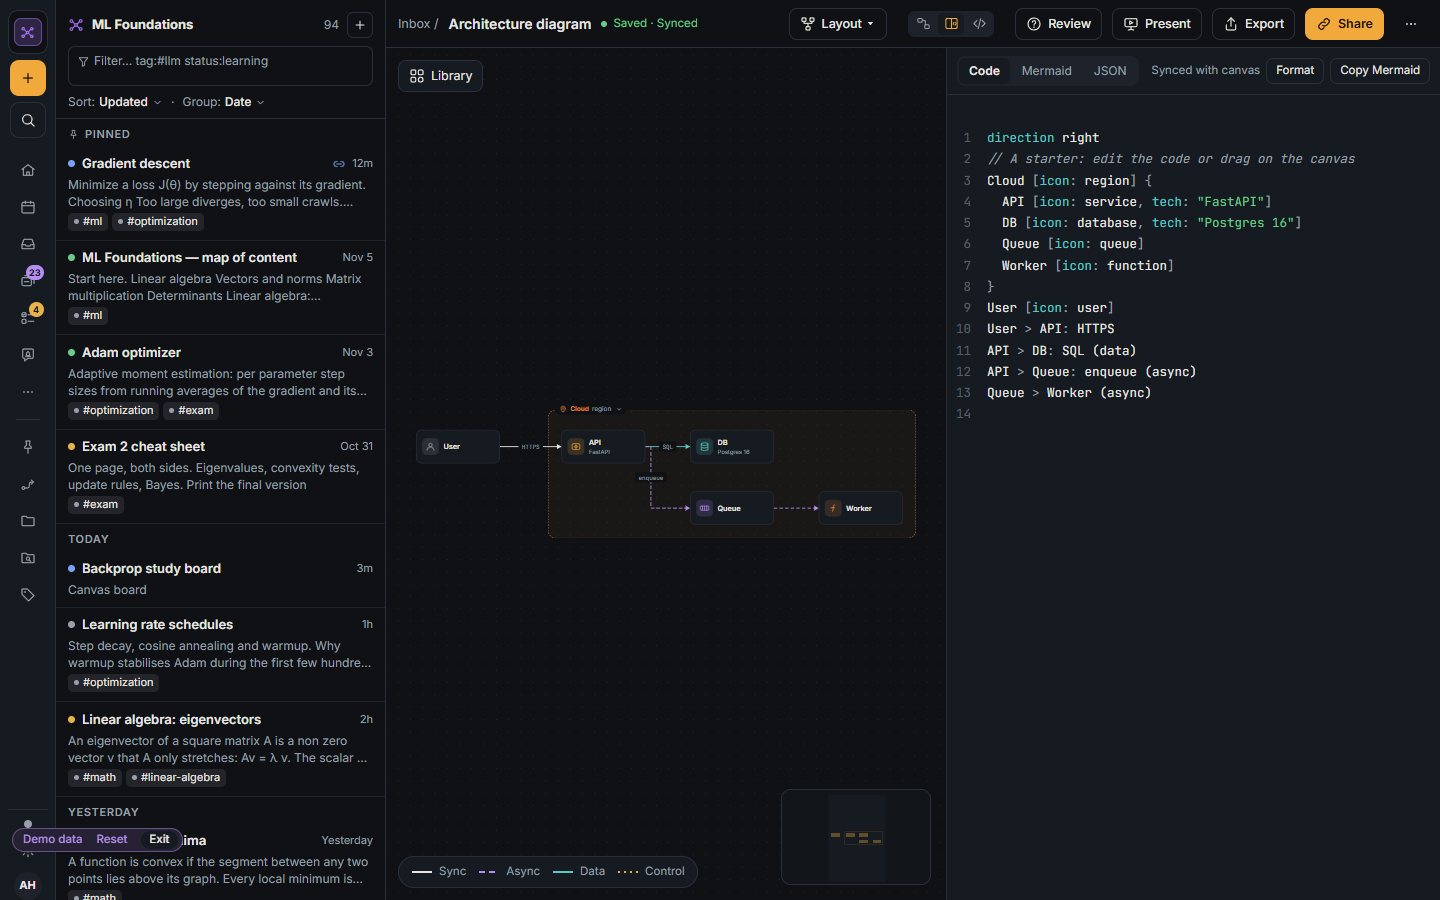 ML Foundations 94
Filter... tag:#llm status:learning
Sort: Updated · Group: Date
PINNED
Gradient descent 12m
Minimize a loss J(θ) by stepping against its gradient.
Choosing η Too large diverges, too small crawls....
#ml #optimization
ML Foundations — map of content Nov 5
Start here. Linear algebra Vectors and norms Matrix
multiplication Determinants Linear algebra:...
#ml
Adam optimizer Nov 3
Adaptive moment estimation: per parameter step
sizes from running averages of the gradient and its...
#optimization #exam
Exam 2 cheat sheet Oct 31
One page, both sides. Eigenvalues, convexity tests,
update rules, Bayes. Print the final version
#exam
TODAY
Backprop study board 3m
Canvas board
Learning rate schedules 1h
Step decay, cosine annealing and warmup. Why
warmup stabilises Adam during the first few hundre...
#optimization
Linear algebra: eigenvectors 2h
An eigenvector of a square matrix A is a non zero
vector v that A only stretches: Av = λ v. The scalar ...
#math #linear-algebra
YESTERDAY
ima Yesterday
A function is convex if the segment between any two
points lies above its graph. Every local minimum is...
#math
23
4
Demo data Reset Exit
AH
Inbox / Architecture diagram Saved · Synced
Layout
Review
Present
Export
Share
Library
Cloud region
User
HTTPS
API
FastAPI
SQL
DB
Postgres 16
enqueue
Queue
Worker
Sync Async Data Control
Code Mermaid JSON Synced with canvas Format Copy Mermaid
1 direction right
2 // A starter: edit the code or drag on the canvas
3 Cloud [icon: region] {
4 API [icon: service, tech: "FastAPI"]
5 DB [icon: database, tech: "Postgres 16"]
6 Queue [icon: queue]
7 Worker [icon: function]
8 }
9 User [icon: user]
10 User > API: HTTPS
11 API > DB: SQL (data)
12 API > Queue: enqueue (async)
13 Queue > Worker (async)
14